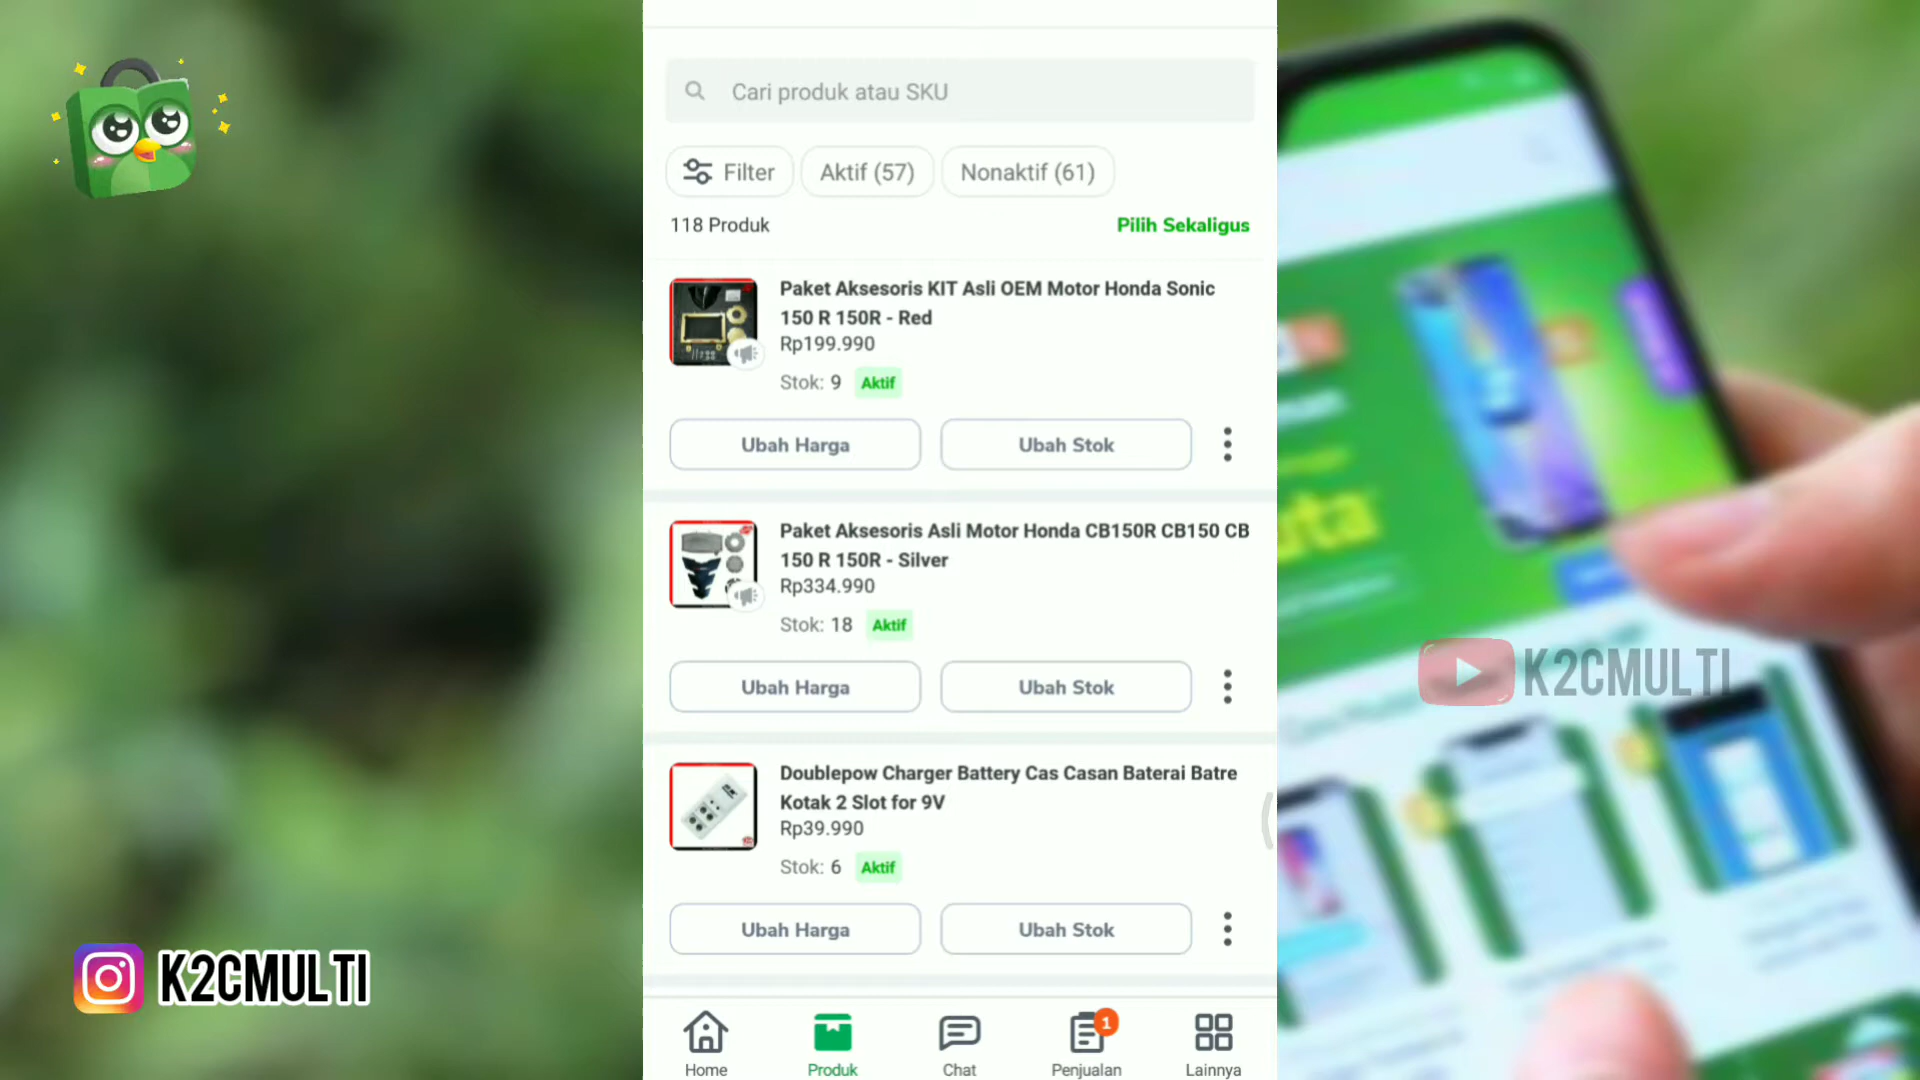 Cari produk atau SKU
Filter
Aktif (57)
Nonaktif (61)
118 Produk
Pilih Sekaligus
Paket Aksesoris KIT Asli OEM Motor Honda Sonic
150 R 150R - Red
Rp199.990
Stok: 9 Aktif
Ubah Harga
Ubah Stok
Paket Aksesoris Asli Motor Honda CB150R CB150 CB
150 R 150R - Silver
Rp334.990
Stok: 18 Aktif
Ubah Harga
Ubah Stok
Doublepow Charger Battery Cas Casan Baterai Batre
Kotak 2 Slot for 9V
Rp39.990
Stok: 6 Aktif
Ubah Harga
Ubah Stok
Home
Produk
Chat
1
Penjualan
Lainnya
K2CMULTI
K2CMULTI
uta